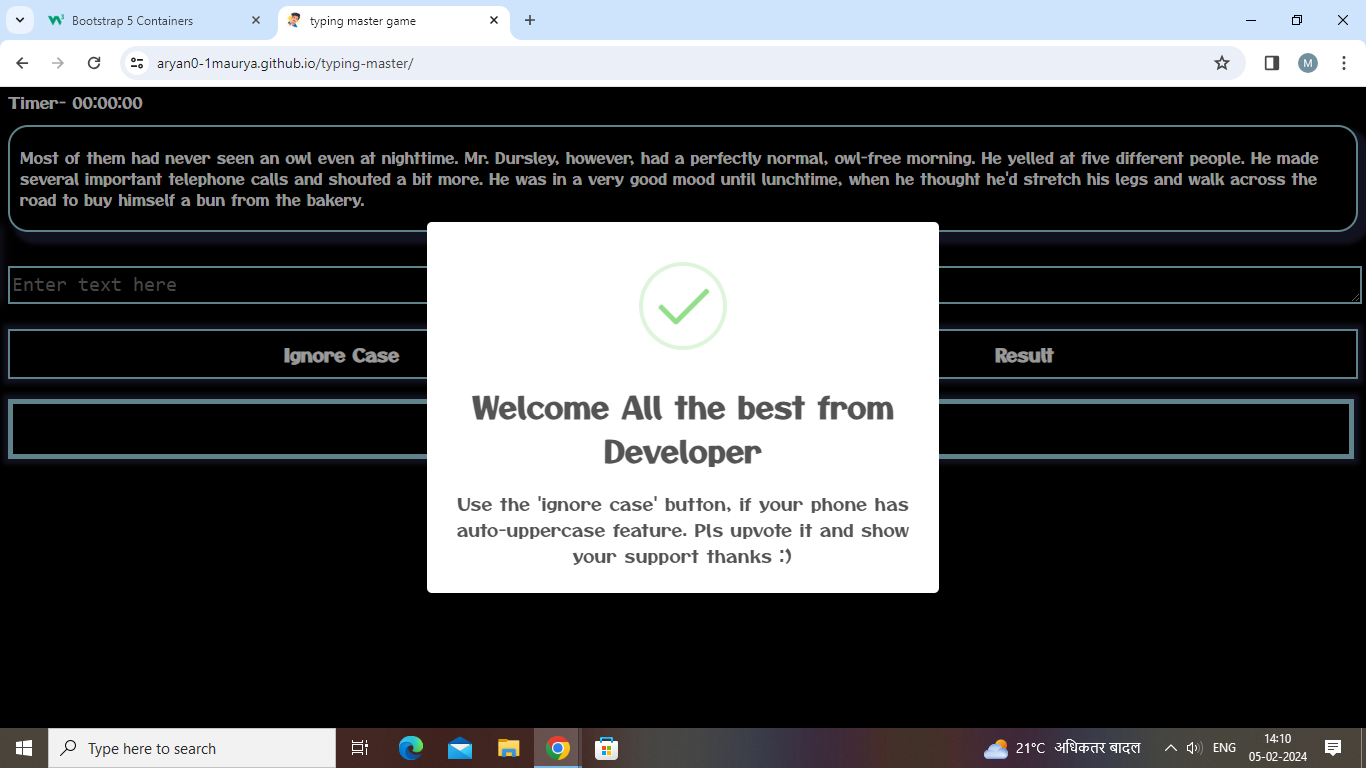 Bootstrap 5 Containers
typing master game
aryan0-1maurya.github.io/typing-master/
M
Timer- 00:00:00
Most of them had never seen an owl even at nighttime. Mr. Dursley, however, had a perfectly normal, owl-free morning. He yelled at five different people. He made
several important telephone calls and shouted a bit more. He was in a very good mood until lunchtime, when he thought he'd stretch his legs and walk across the
road to buy himself a bun from the bakery.
Enter text here
Ignore Case
Result
Welcome All the best from
Developer
Use the 'ignore case' button, if your phone has
auto-uppercase feature. Pls upvote it and show
your support thanks :)
Type here to search
21°C अधिकतर बादल
ENG
14:10
05-02-2024